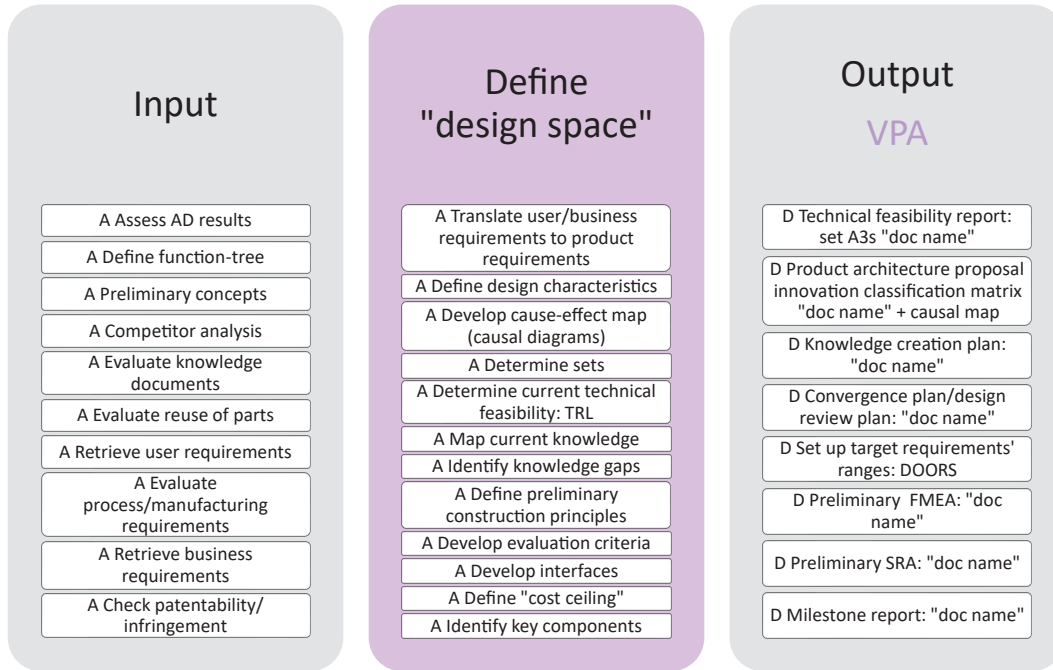 Input
A Assess AD results
A Define function-tree
A Preliminary concepts
A Competitor analysis
A Evaluate knowledge
documents
A Evaluate reuse of parts
A Retrieve user requirements
A Evaluate
process/manufacturing
requirements
A Retrieve business
requirements
A Check patentability/
infringement
Define
"design space"
A Translate user/business
requirements to product
requirements
A Define design characteristics
A Develop cause-effect map
(causal diagrams)
A Determine sets
A Determine current technical
feasibility: TRL
A Map current knowledge
A Identify knowledge gaps
A Define preliminary
construction principles
A Develop evaluation criteria
A Develop interfaces
A Define "cost ceiling"
A Identify key components
Output
VPA
D Technical feasibility report:
set A3s "doc name"
D Product architecture proposal
innovation classification matrix
"doc name" + causal map
D Knowledge creation plan:
"doc name"
D Convergence plan/design
review plan: "doc name"
D Set up target requirements'
ranges: DOORS
D Preliminary FMEA: "doc
name"
D Preliminary SRA: "doc name"
D Milestone report: "doc name"